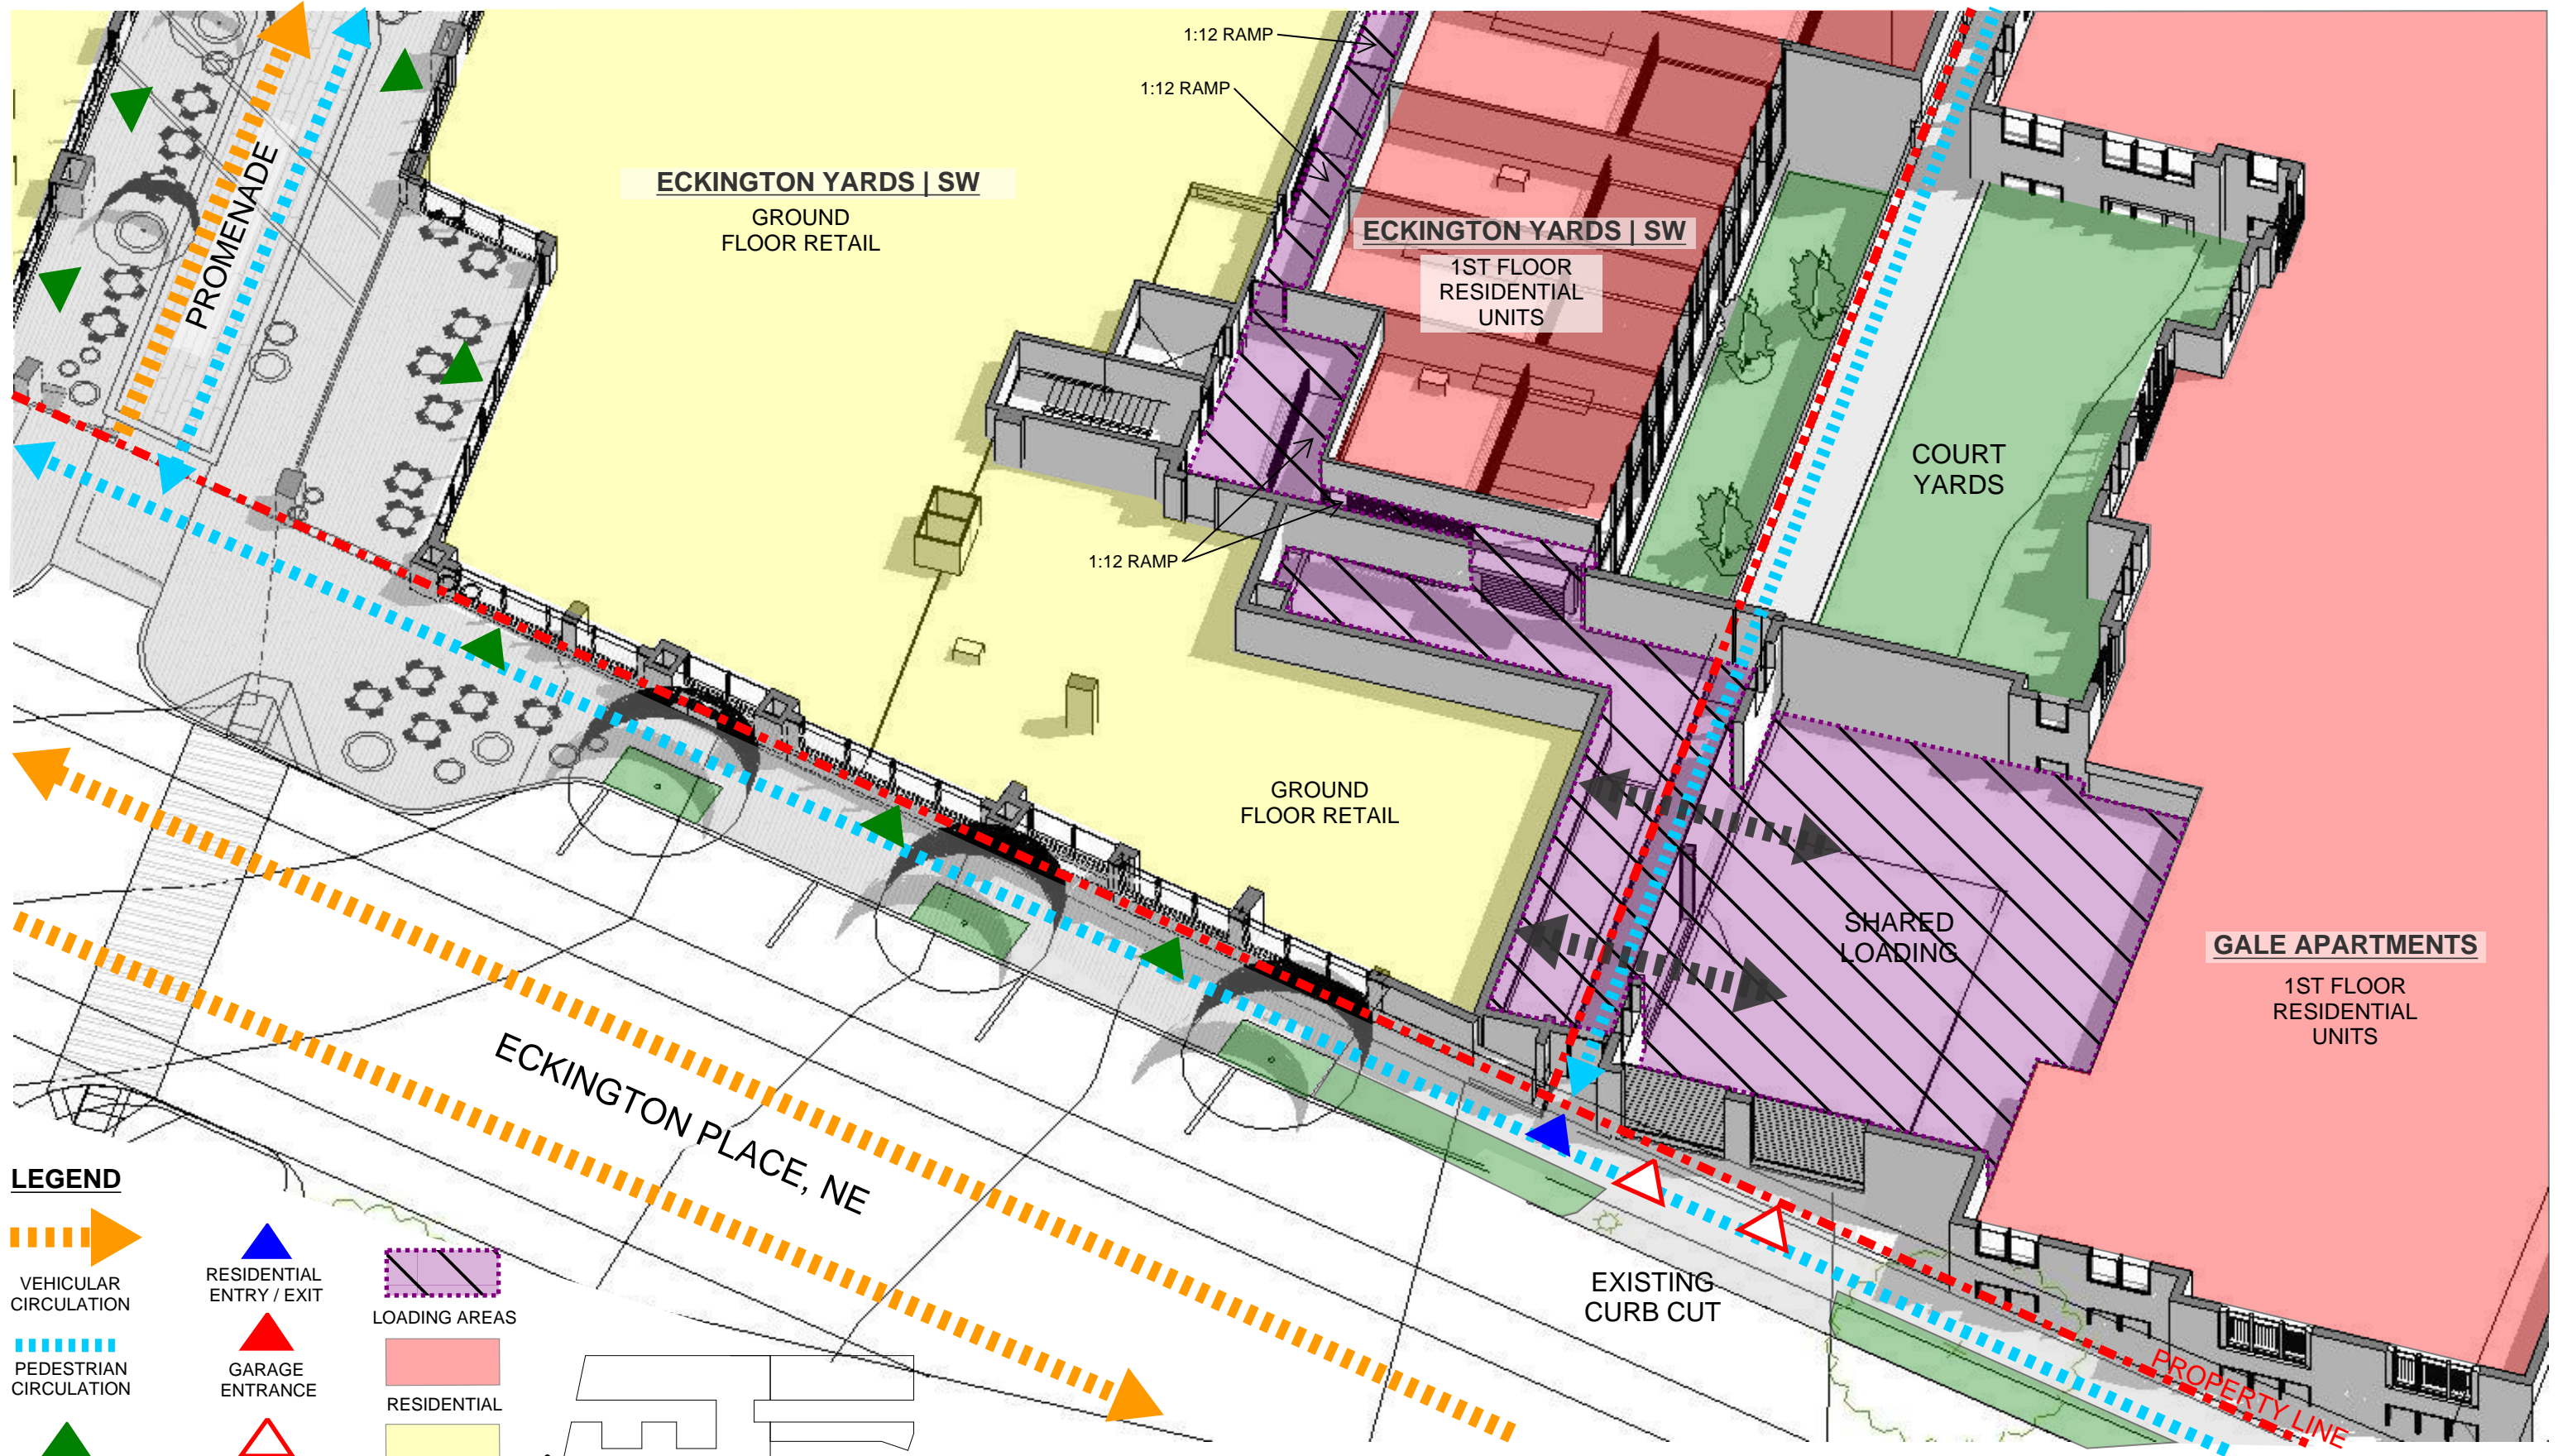 1:12 RAMP
1:12 RAMP
ECKINGTON YARDS | SW
GROUND
FLOOR RETAIL
PROMENADE
ECKINGTON YARDS | SW
1ST FLOOR
RESIDENTIAL
UNITS
COURT
YARDS
1:12 RAMP
GROUND
FLOOR RETAIL
SHARED
LOADING
GALE APARTMENTS
1ST FLOOR
RESIDENTIAL
UNITS
ECKINGTON PLACE, NE
EXISTING
CURB CUT
PROPERTY LINE
LEGEND
VEHICULAR
CIRCULATION
RESIDENTIAL
ENTRY / EXIT
LOADING AREAS
PEDESTRIAN
CIRCULATION
GARAGE
ENTRANCE
RESIDENTIAL